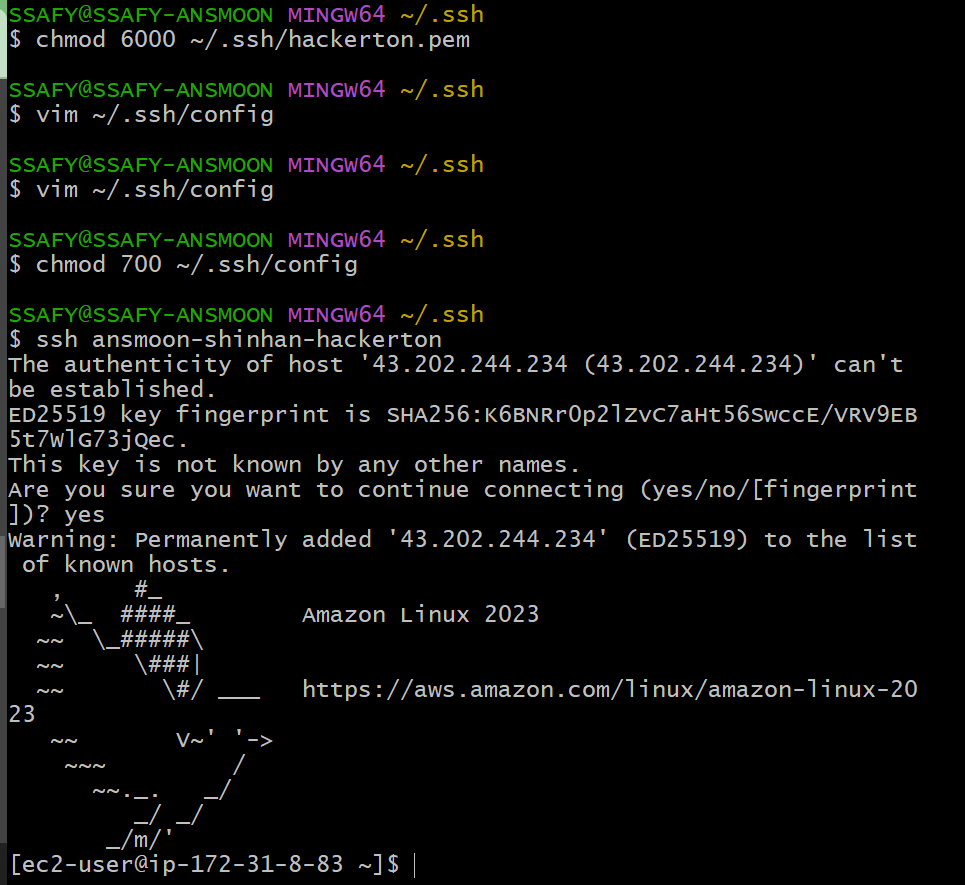 SSAFY@SSAFY-ANSMOON MINGW64 ~/.ssh
$ chmod 6000 ~/.ssh/hackerton.pem

SSAFY@SSAFY-ANSMOON MINGW64 ~/.ssh
$ vim ~/.ssh/config

SSAFY@SSAFY-ANSMOON MINGW64 ~/.ssh
$ vim ~/.ssh/config

SSAFY@SSAFY-ANSMOON MINGW64 ~/.ssh
$ chmod 700 ~/.ssh/config

SSAFY@SSAFY-ANSMOON MINGW64 ~/.ssh
$ ssh ansmoon-shinhan-hackerton
The authenticity of host '43.202.244.234 (43.202.244.234)' can't
be established.
ED25519 key fingerprint is SHA256:K6BNRr0p2lZvC7aHt56SwccE/VRV9EB
5t7WlG73jQec.
This key is not known by any other names.
Are you sure you want to continue connecting (yes/no/[fingerprint
])? yes
Warning: Permanently added '43.202.244.234' (ED25519) to the list
 of known hosts.
   ,     #_
   ~\_  ####_        Amazon Linux 2023
  ~~  \_#####\
  ~~     \###|
  ~~       \#/ ___   https://aws.amazon.com/linux/amazon-linux-20
23
   ~~       V~' '->
    ~~~         /
      ~~._.   _/
         _/ _/
       _/m/'
[ec2-user@ip-172-31-8-83 ~]$